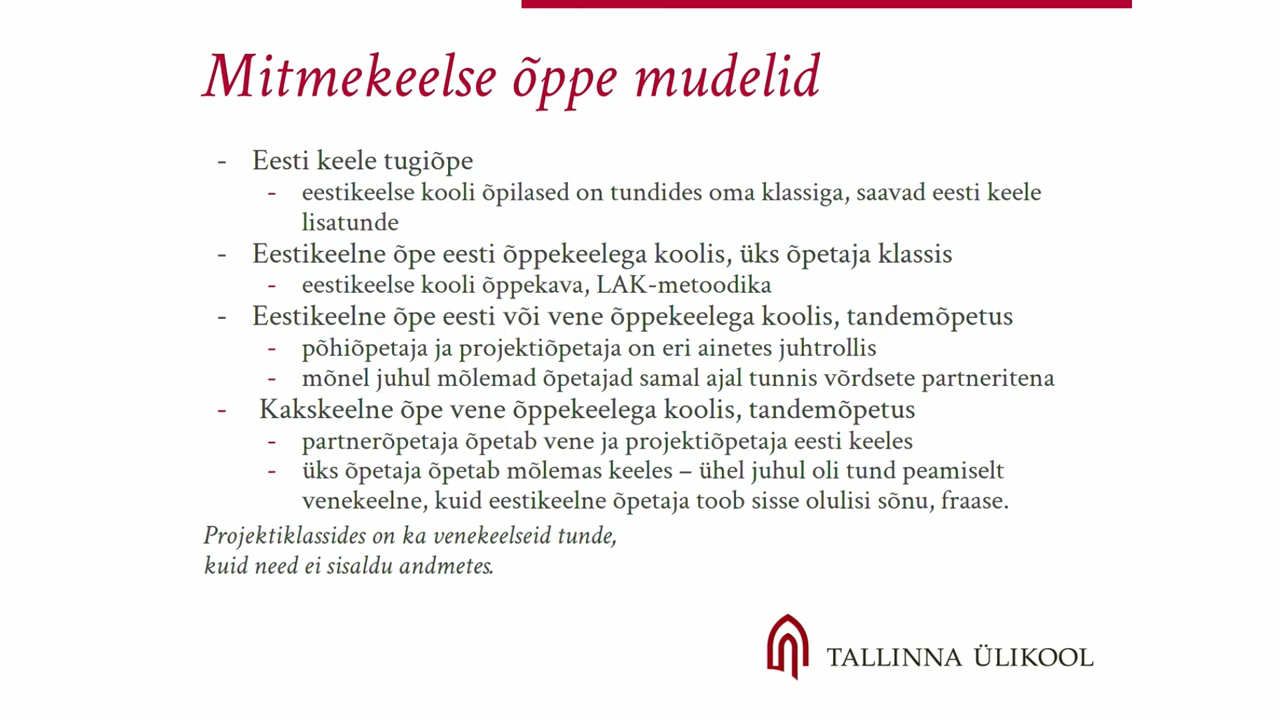 Mitmekeelse õppe mudelid
- Eesti keele tugiõpe
- eestikeelse kooli õpilased on tundides oma klassiga, saavad eesti keele
lisatunde
- Eestikeelne õpe eesti õppekeelega koolis, üks õpetaja klassis
- eestikeelse kooli õppekava, LAK-metoodika
- Eestikeelne õpe eesti või vene õppekeelega koolis, tandemõpetus
- põhiõpetaja ja projektiõpetaja on eri ainetes juhtrollis
- mõnel juhul mõlemad õpetajad samal ajal tunnis võrdsete partneritena
- Kakskeelne õpe vene õppekeelega koolis, tandemõpetus
- partnerõpetaja õpetab vene ja projektiõpetaja eesti keeles
- üks õpetaja õpetab mõlemas keeles – ühel juhul oli tund peamiselt
venekeelne, kuid eestikeelne õpetaja toob sisse olulisi sõnu, fraase.
Projektiklassides on ka venekeelseid tunde,
kuid need ei sisaldu andmetes.
TALLINNA ÜLIKOOL